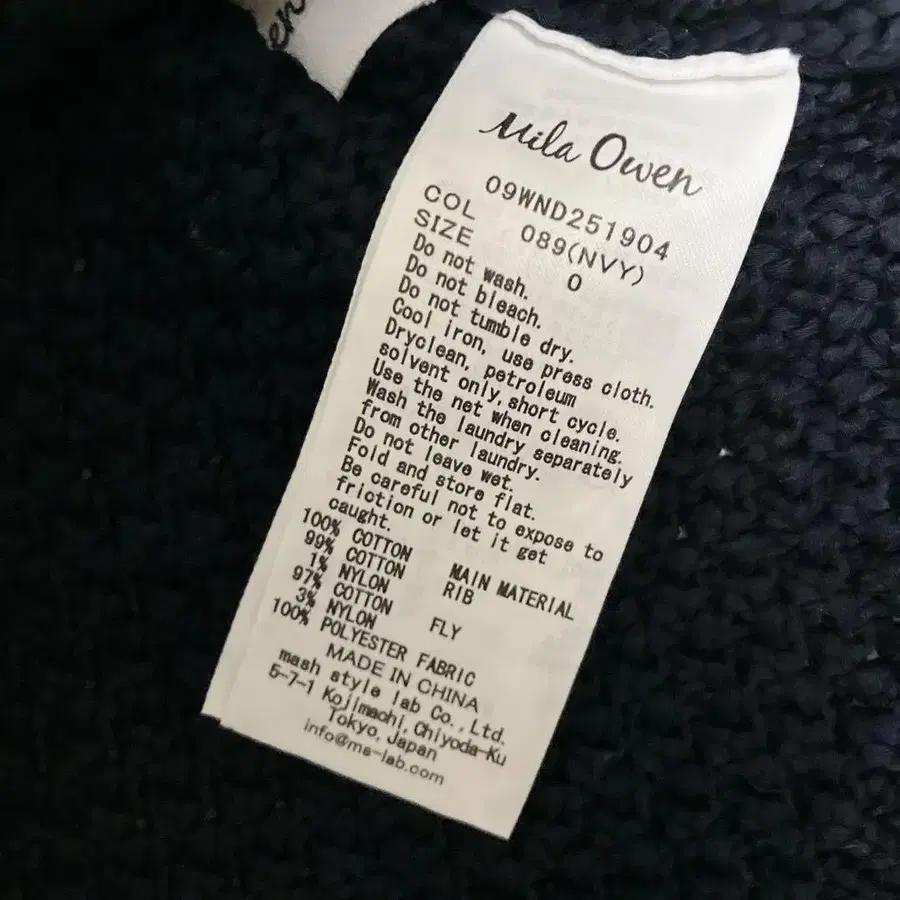 en
Mila Owen
09WND251904
COL 089(NVY)
SIZE 0
Do not wash.
Do not bleach.
Do not tumble dry.
Cool iron, use press cloth.
Dryclean, petroleum
solvent only, short cycle.
Use the net when cleaning.
Wash the laundry separately
from other laundry.
Do not leave wet.
Fold and store flat.
Be careful not to expose to
friction or let it get
caught.
100% COTTON MAIN MATERIAL
99% COTTON RIB
1% NYLON
97% COTTON FLY
3% NYLON
100% POLYESTER FABRIC
MADE IN CHINA
mash style lab Co., Ltd.
5-7-1 Kojimachi, Chiyoda-Ku
Tokyo, Japan
info@ms-lab.com